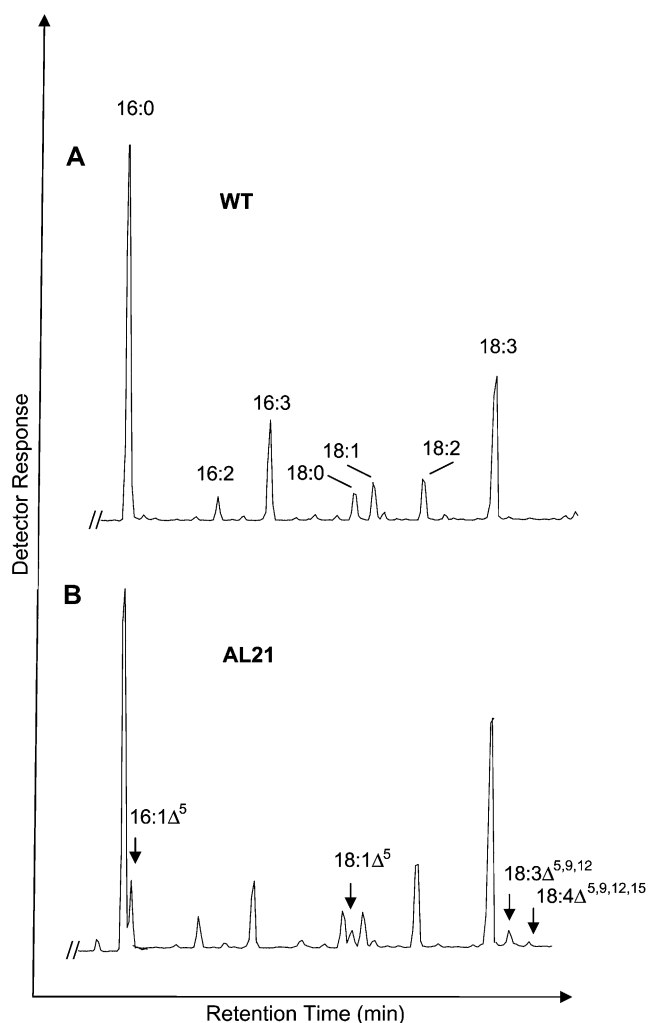 16:0
A
WT
18:3
16:3
18:1
18:2
16:2
18:0
Detector Response
//
B
AL21
16:1Δ⁵
18:1Δ⁵
18:3Δ⁵,⁹,¹²
18:4Δ⁵,⁹,¹²,¹⁵
//
Retention Time (min)